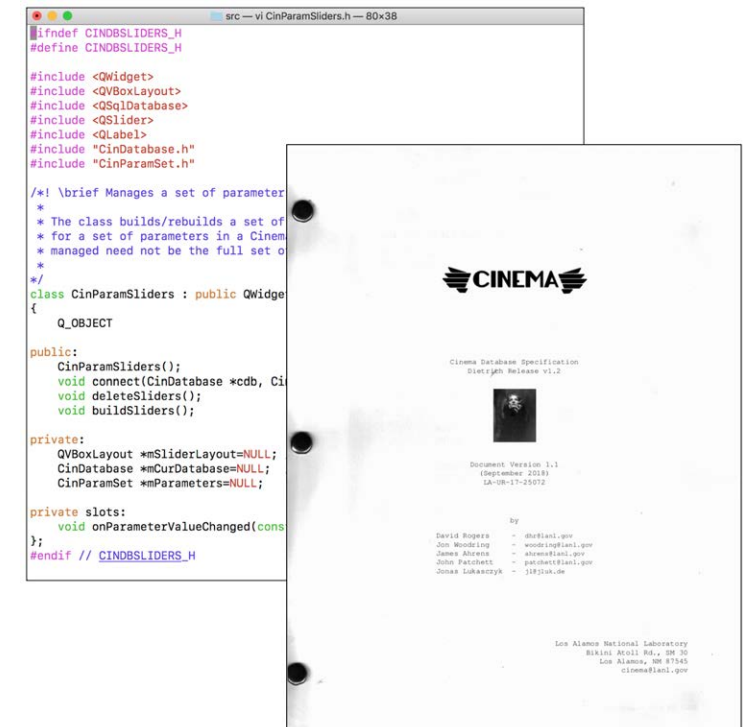 src — vi CinParamSliders.h — 80×38
#ifndef CINDBSLIDERS_H
#define CINDBSLIDERS_H
#include <QWidget>
#include <QVBoxLayout>
#include <QSqlDatabase>
#include <QSlider>
#include <QLabel>
#include "CinDatabase.h"
#include "CinParamSet.h"
/*! \brief Manages a set of parameter
 *
 * The class builds/rebuilds a set of
 * for a set of parameters in a Cinem
 * managed need not be the full set o
 *
*/
class CinParamSliders : public QWidge
{
    Q_OBJECT
public:
    CinParamSliders();
    void connect(CinDatabase *cdb, Ci
    void deleteSliders();
    void buildSliders();
private:
    QVBoxLayout *mSliderLayout=NULL;
    CinDatabase *mCurDatabase=NULL;
    CinParamSet *mParameters=NULL;
private slots:
    void onParameterValueChanged(cons
};
#endif // CINDBSLIDERS_H
CINEMA
Cinema Database Specification
Dietrich Release v1.2
Document Version 1.1
(September 2018)
LA-UR-17-25072
by
David Rogers - dhr@lanl.gov
Jon Woodring - woodring@lanl.gov
James Ahrens - ahrens@lanl.gov
John Patchett - patchett@lanl.gov
Jonas Lukasczyk - jl@jluk.de
Los Alamos National Laboratory
Bikini Atoll Rd., SM 30
Los Alamos, NM 87545
cinema@lanl.gov